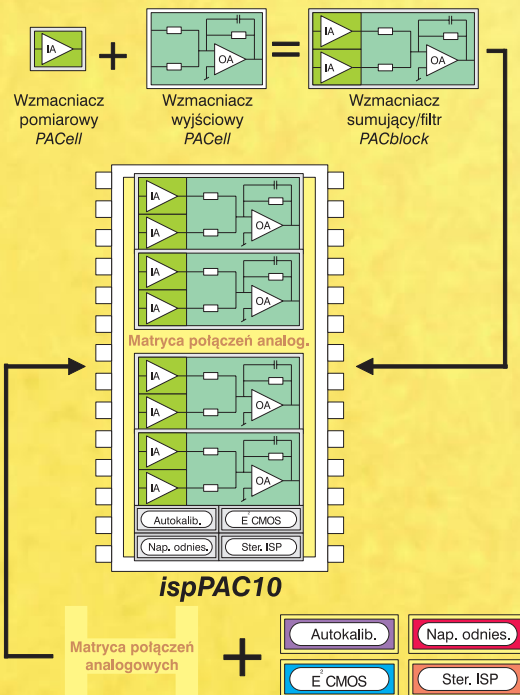 IA
+
OA
=
IA
IA
OA
Wzmacniacz
pomiarowy
PACell
Wzmacniacz
wyjściowy
PACell
Wzmacniacz
sumujący/filtr
PACblock
IA
IA
OA
IA
IA
OA
Matryca połączeń analog.
IA
IA
OA
IA
IA
OA
Autokalib.
E² CMOS
Nap. odnies.
Ster. ISP
ispPAC10
Matryca połączeń
analogowych
+
Autokalib.
Nap. odnies.
E² CMOS
Ster. ISP